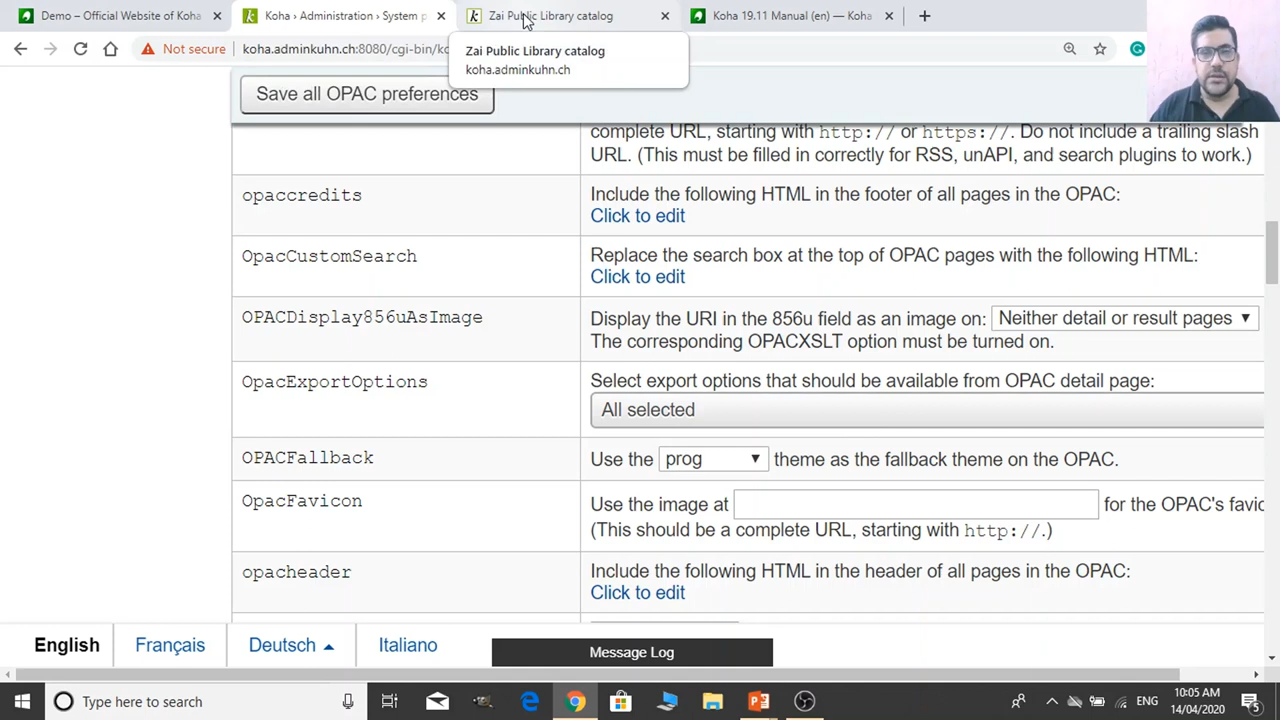 Demo – Official Website of Koha
Koha › Administration › System p
Zai Public Library catalog
Koha 19.11 Manual (en) — Koha
Not secure
koha.adminkuhn.ch:8080/cgi-bin/ko
Zai Public Library catalog
koha.adminkuhn.ch
Save all OPAC preferences
complete URL, starting with http:// or https://. Do not include a trailing slash
URL. (This must be filled in correctly for RSS, unAPI, and search plugins to work.)
opaccredits
Include the following HTML in the footer of all pages in the OPAC:
Click to edit
OpacCustomSearch
Replace the search box at the top of OPAC pages with the following HTML:
Click to edit
OPACDisplay856uAsImage
Display the URI in the 856u field as an image on: Neither detail or result pages
The corresponding OPACXSLT option must be turned on.
OpacExportOptions
Select export options that should be available from OPAC detail page:
All selected
OPACFallback
Use the prog theme as the fallback theme on the OPAC.
OpacFavicon
Use the image at for the OPAC's favic
(This should be a complete URL, starting with http://.)
opacheader
Include the following HTML in the header of all pages in the OPAC:
Click to edit
English
Français
Deutsch
Italiano
Message Log
Type here to search
ENG
10:05 AM
14/04/2020
5